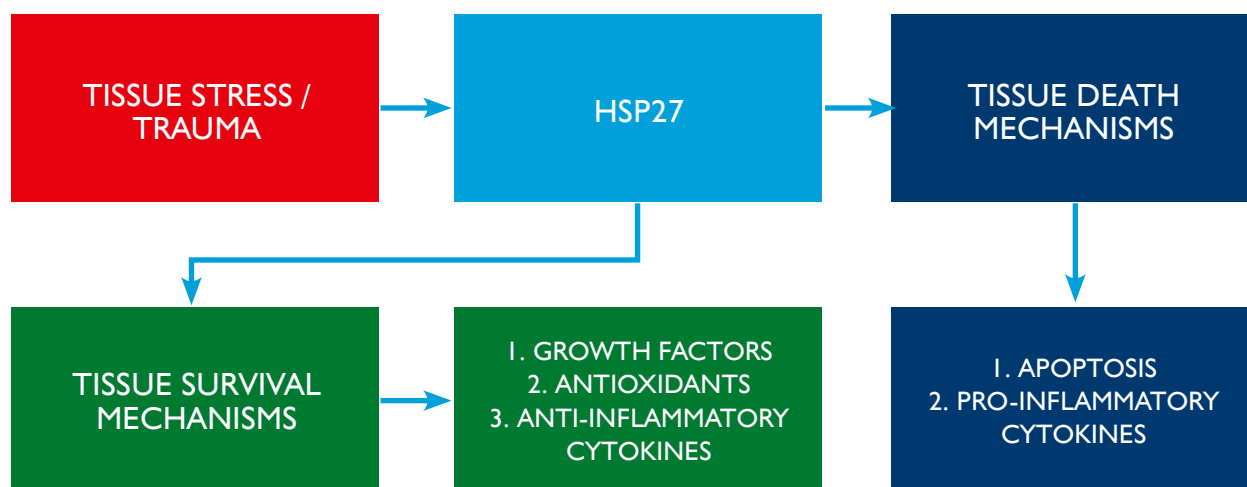 TISSUE STRESS /
TRAUMA
HSP27
TISSUE DEATH
MECHANISMS
TISSUE SURVIVAL
MECHANISMS
1. GROWTH FACTORS
2. ANTIOXIDANTS
3. ANTI-INFLAMMATORY
CYTOKINES
1. APOPTOSIS
2. PRO-INFLAMMATORY
CYTOKINES